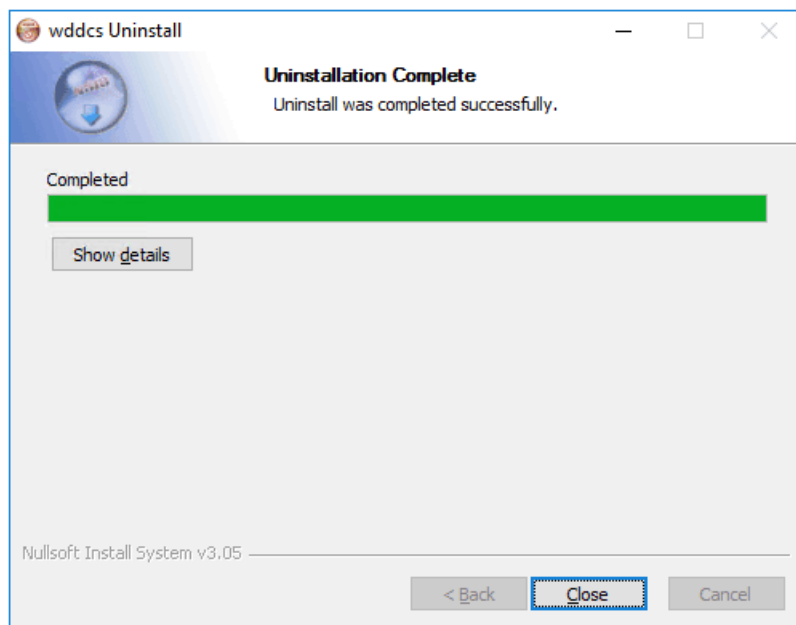 wddcs Uninstall
Uninstallation Complete
Uninstall was completed successfully.
Completed
Show details
Nullsoft Install System v3.05
< Back
Close
Cancel